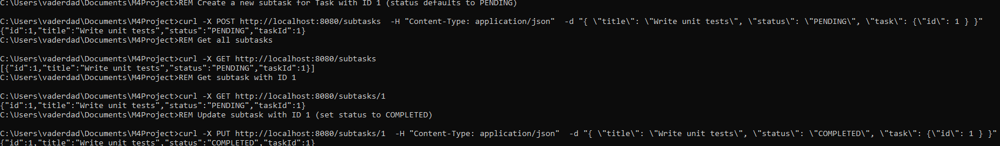 C:\Users\vaderdad\Documents\M4Project>REM Create a new subtask for Task with ID 1 (status defaults to PENDING)
C:\Users\vaderdad\Documents\M4Project>curl -X POST http://localhost:8080/subtasks  -H "Content-Type: application/json"  -d "{ \"title\": \"Write unit tests\", \"status\": \"PENDING\", \"task\": {\"id\": 1 } }"
{"id":1,"title":"Write unit tests","status":"PENDING","taskId":1}
C:\Users\vaderdad\Documents\M4Project>REM Get all subtasks
C:\Users\vaderdad\Documents\M4Project>curl -X GET http://localhost:8080/subtasks
[{"id":1,"title":"Write unit tests","status":"PENDING","taskId":1}]
C:\Users\vaderdad\Documents\M4Project>REM Get subtask with ID 1
C:\Users\vaderdad\Documents\M4Project>curl -X GET http://localhost:8080/subtasks/1
{"id":1,"title":"Write unit tests","status":"PENDING","taskId":1}
C:\Users\vaderdad\Documents\M4Project>REM Update subtask with ID 1 (set status to COMPLETED)
C:\Users\vaderdad\Documents\M4Project>curl -X PUT http://localhost:8080/subtasks/1  -H "Content-Type: application/json"  -d "{ \"title\": \"Write unit tests\", \"status\": \"COMPLETED\", \"task\": {\"id\": 1 } }"
{"id":1,"title":"Write unit tests","status":"COMPLETED","taskId":1}